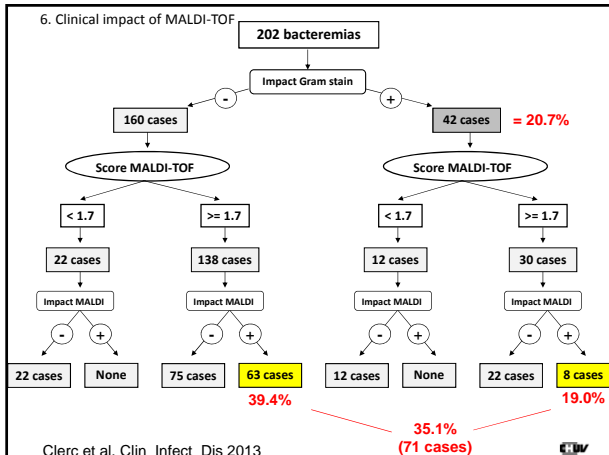 6. Clinical impact of MALDI-TOF
202 bacteremias
Impact Gram stain
- +
160 cases 42 cases = 20.7%
Score MALDI-TOF Score MALDI-TOF
< 1.7 >= 1.7 < 1.7 >= 1.7
22 cases 138 cases 12 cases 30 cases
Impact MALDI Impact MALDI Impact MALDI Impact MALDI
- + - + - + - +
22 cases None 75 cases 63 cases 12 cases None 22 cases 8 cases
39.4% 19.0%
35.1%
(71 cases)
Clerc et al. Clin Infect Dis 2013